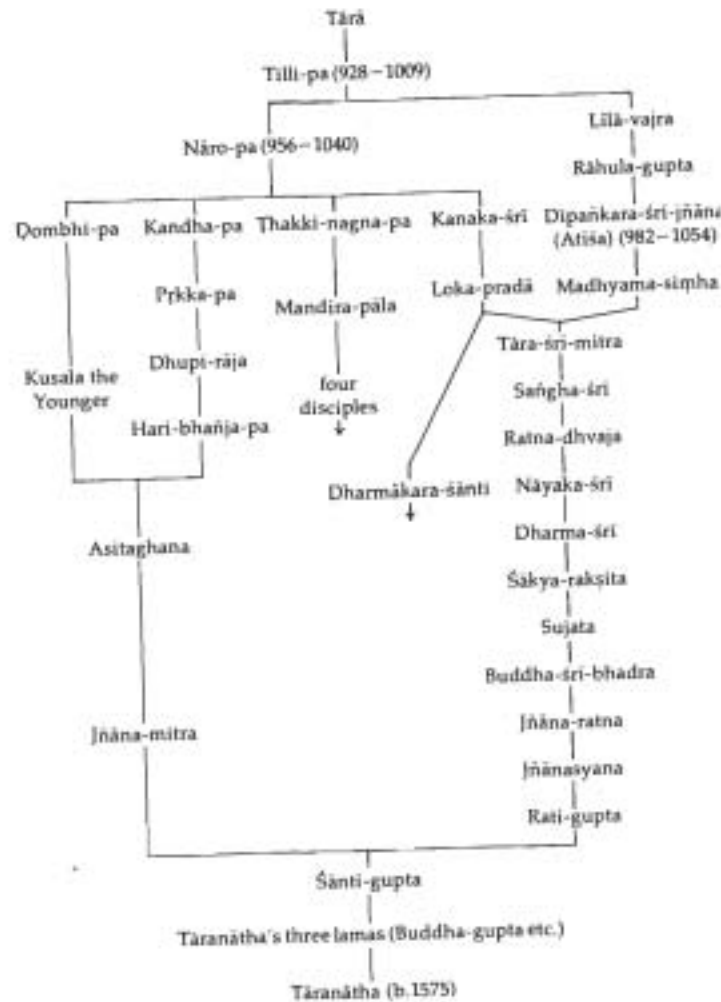 Tārā
Tilli-pa (928–1009)
Līlā-vajra
Nāro-pa (956–1040)
Rāhula-gupta
Ḍombhi-pa Kandha-pa Thakki-nagna-pa Kanaka-śrī Dīpaṅkara-śrī-jñāna
(Atīśa) (982–1054)
Pṛkka-pa Mandira-pāla Loka-pradā Madhyama-siṃha
Tāra-śrī-mitra
Dhupi-rāja
Kusala the
Younger
four
disciples
Saṅgha-śrī
Hari-bhañja-pa
Ratna-dhvaja
Dharmākara-śānti
Nāyaka-śrī
Asitaghana
Dharma-śrī
Śākya-rakṣita
Sujata
Buddha-śrī-bhadra
Jñāna-mitra
Jñāna-ratna
Jñānasyana
Rati-gupta
Śānti-gupta
Tāranātha's three lamas (Buddha-gupta etc.)
Tāranātha (b.1575)